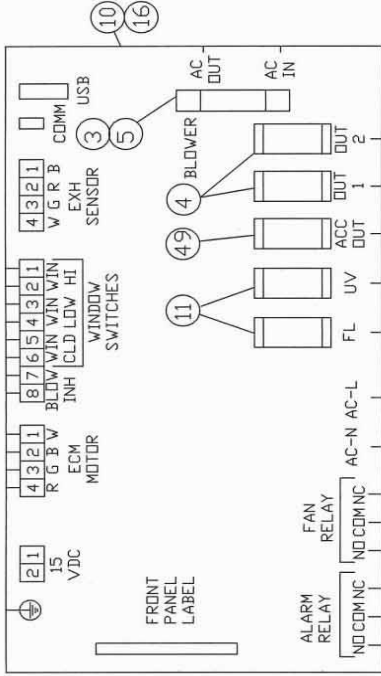 10 16
USB
COMM
3
5
AC OUT
AC IN
BLOWER
4
49
11
4 3 2 1
W G R B
EXH
SENSOR
8 7 6 5 4 3 2 1
BLOW WIN WIN WIN
INH CLD LOW HI
WINDOW
SWITCHES
4 3 2 1
R G B W
ECM
MOTOR
2 1
15
VDC
FRONT
PANEL
LABEL
ALARM
RELAY
NO COM NC
FAN
RELAY
NO COM NC
AC-N AC-L
FL
UV
ACC
OUT
OUT
1
OUT
2